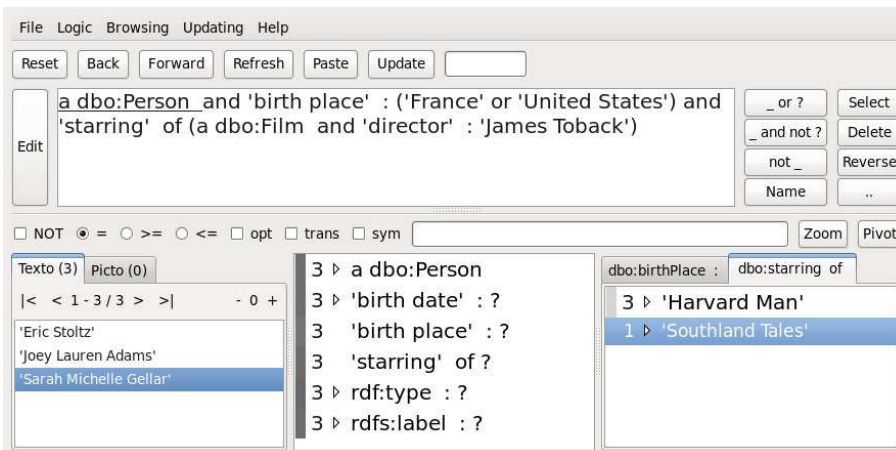 File Logic Browsing Updating Help
Reset Back Forward Refresh Paste Update
Edit
a dbo:Person and 'birth place' : ('France' or 'United States') and
'starring' of (a dbo:Film and 'director' : 'James Toback')
_ or ? Select
_ and not ? Delete
not _ Reverse
Name ..
NOT = >= <= opt trans sym Zoom Pivot
Texto (3) Picto (0)
|< < 1 - 3 / 3 > >| - 0 +
'Eric Stoltz'
'Joey Lauren Adams'
'Sarah Michelle Gellar'
3 a dbo:Person
3 'birth date' : ?
3 'birth place' : ?
3 'starring' of ?
3 rdf:type : ?
3 rdfs:label : ?
dbo:birthPlace : dbo:starring of
3 'Harvard Man'
1 'Southland Tales'